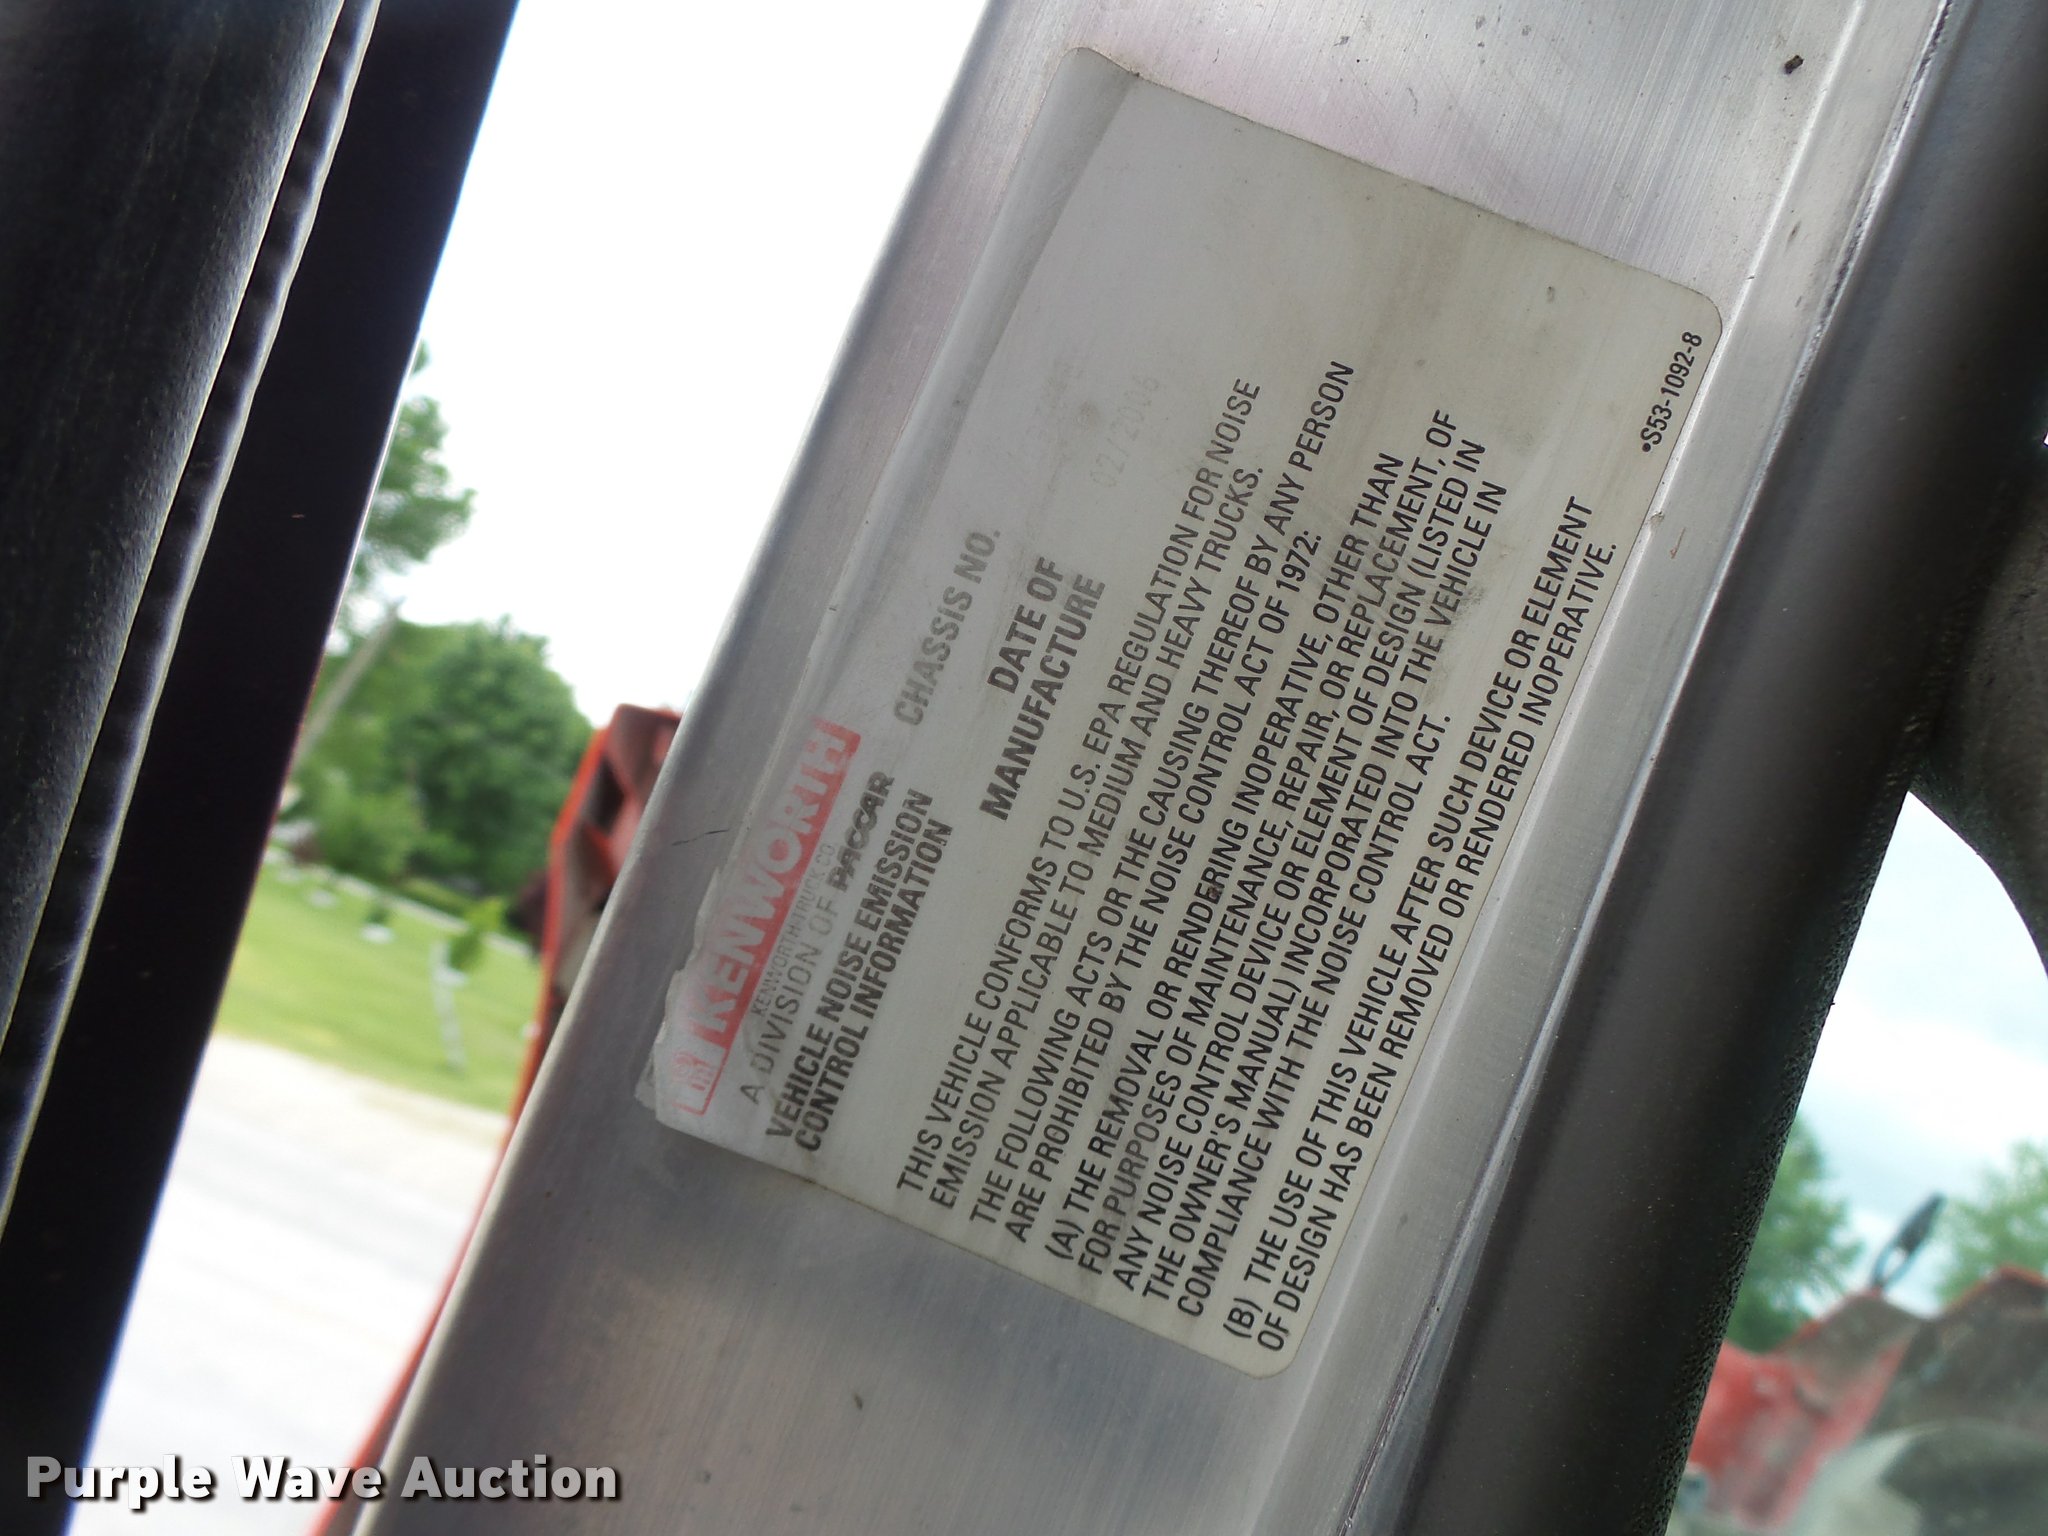 KENWORTH
KENWORTH TRUCK CO.
A DIVISION OF PACCAR
VEHICLE NOISE EMISSION
CONTROL INFORMATION
CHASSIS NO.
DATE OF
MANUFACTURE
02/2006
THIS VEHICLE CONFORMS TO U.S. EPA REGULATION FOR NOISE
EMISSION APPLICABLE TO MEDIUM AND HEAVY TRUCKS.
THE FOLLOWING ACTS OR THE CAUSING THEREOF BY ANY PERSON
ARE PROHIBITED BY THE NOISE CONTROL ACT OF 1972:
(A) THE REMOVAL OR RENDERING INOPERATIVE, OTHER THAN
FOR PURPOSES OF MAINTENANCE, REPAIR, OR REPLACEMENT, OF
ANY NOISE CONTROL DEVICE OR ELEMENT OF DESIGN (LISTED IN
THE OWNER'S MANUAL) INCORPORATED INTO THE VEHICLE IN
COMPLIANCE WITH THE NOISE CONTROL ACT.
(B) THE USE OF THIS VEHICLE AFTER SUCH DEVICE OR ELEMENT
OF DESIGN HAS BEEN REMOVED OR RENDERED INOPERATIVE.
•S53-1092-8
Purple Wave Auction